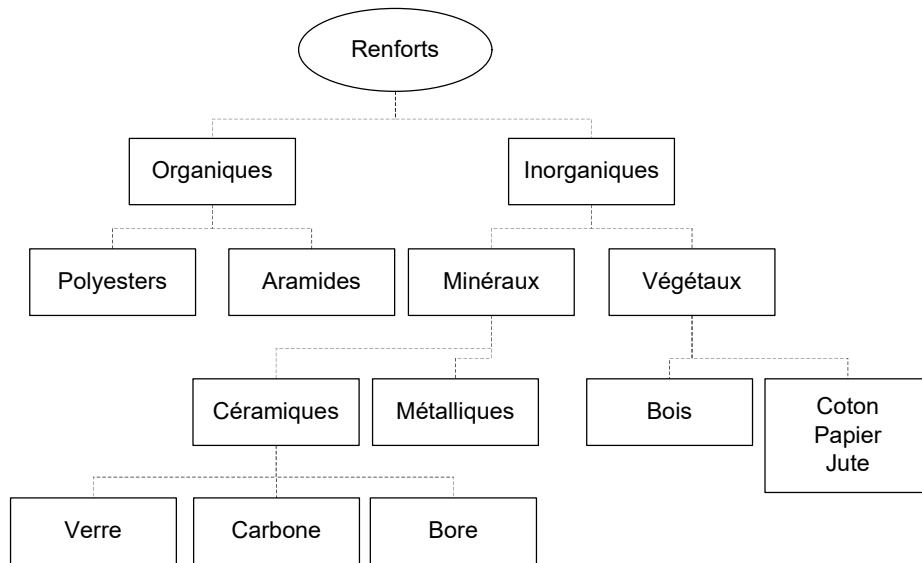 Renforts
Organiques
Inorganiques
Polyesters
Aramides
Minéraux
Végétaux
Céramiques
Métalliques
Bois
Coton
Papier
Jute
Verre
Carbone
Bore